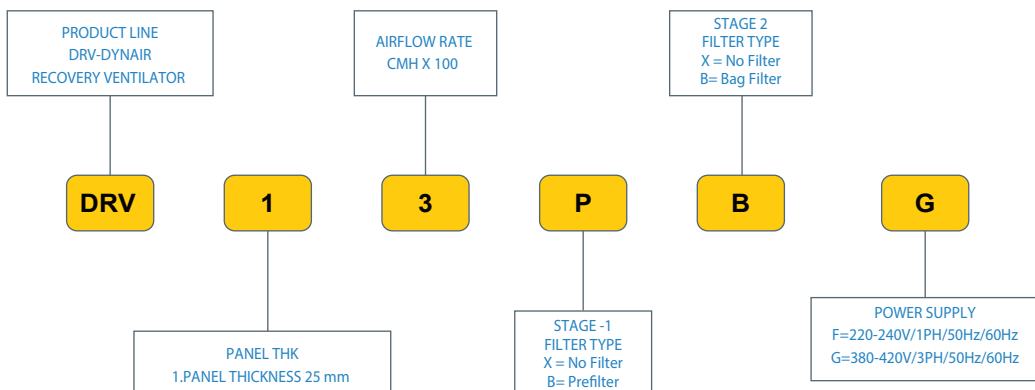 PRODUCT LINE
DRV-DYNAIR
RECOVERY VENTILATOR
AIRFLOW RATE
CMH X 100
STAGE 2
FILTER TYPE
X = No Filter
B= Bag Filter
DRV
1
3
P
B
G
PANEL THK
1.PANEL THICKNESS 25 mm
STAGE -1
FILTER TYPE
X = No Filter
B= Prefilter
POWER SUPPLY
F=220-240V/1PH/50Hz/60Hz
G=380-420V/3PH/50Hz/60Hz